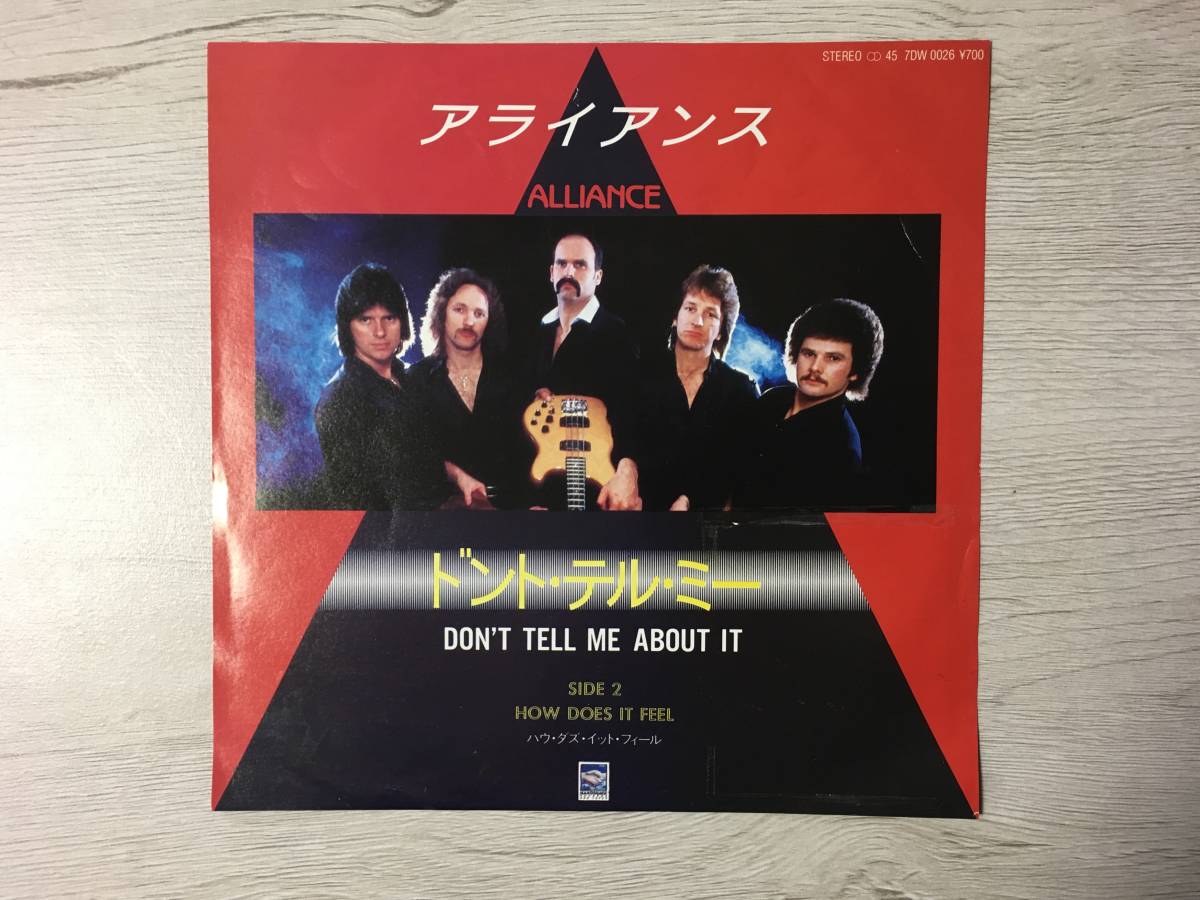 STEREO 45 7DW 0026 ¥700
アライアンス
ALLIANCE
ドント・テル・ミー
DON'T TELL ME ABOUT IT
SIDE 2
HOW DOES IT FEEL
ハウ・ダズ・イット・フィール